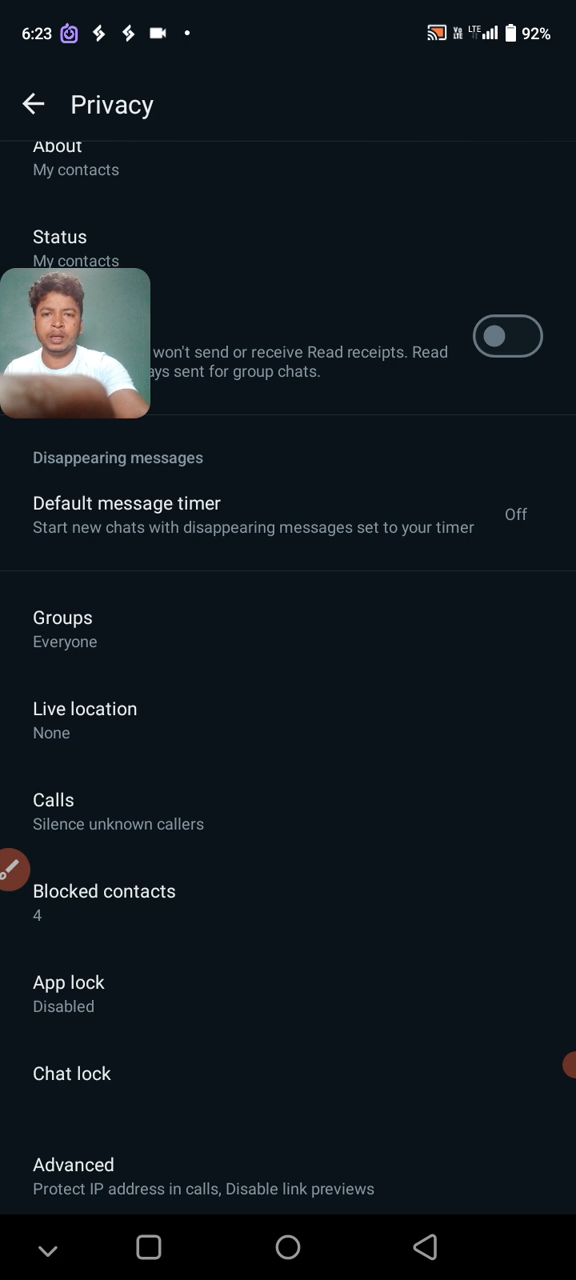 6:23 Vo LTE LTE 92%
Privacy
About
My contacts
Status
My contacts
won't send or receive Read receipts. Read
ays sent for group chats.
Disappearing messages
Default message timer
Start new chats with disappearing messages set to your timer
Off
Groups
Everyone
Live location
None
Calls
Silence unknown callers
Blocked contacts
4
App lock
Disabled
Chat lock
Advanced
Protect IP address in calls, Disable link previews